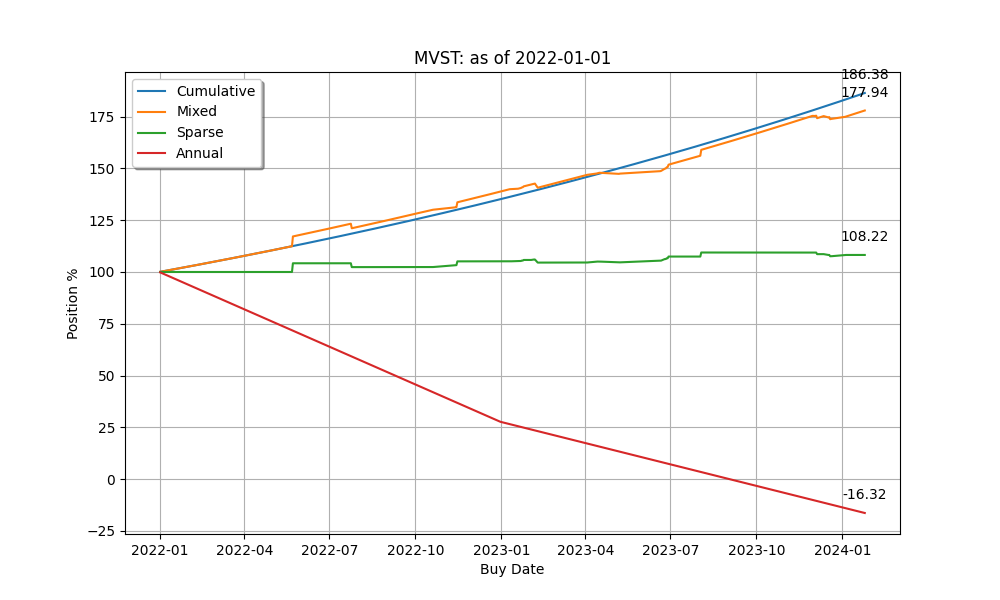 MVST: as of 2022-01-01
Cumulative
Mixed
Sparse
Annual
186.38
177.94
108.22
-16.32
Position %
175
150
125
100
75
50
25
0
−25
2022-01 2022-04 2022-07 2022-10 2023-01 2023-04 2023-07 2023-10 2024-01
Buy Date